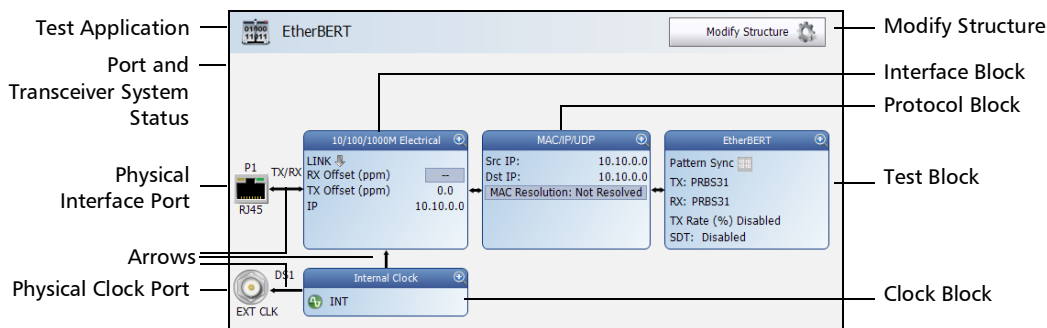 Test Application
01000
11011
EtherBERT
Modify Structure
Modify Structure
Port and
Transceiver System
Status
Interface Block
Protocol Block
10/100/1000M Electrical
MAC/IP/UDP
EtherBERT
P1
TX/RX
RJ45
LINK
RX Offset (ppm) --
TX Offset (ppm) 0.0
IP 10.10.0.0
Src IP: 10.10.0.0
Dst IP: 10.10.0.0
MAC Resolution: Not Resolved
Pattern Sync
TX: PRBS31
RX: PRBS31
TX Rate (%) Disabled
SDT: Disabled
Physical
Interface Port
Test Block
Arrows
Physical Clock Port
DS1
EXT CLK
Internal Clock
INT
Clock Block